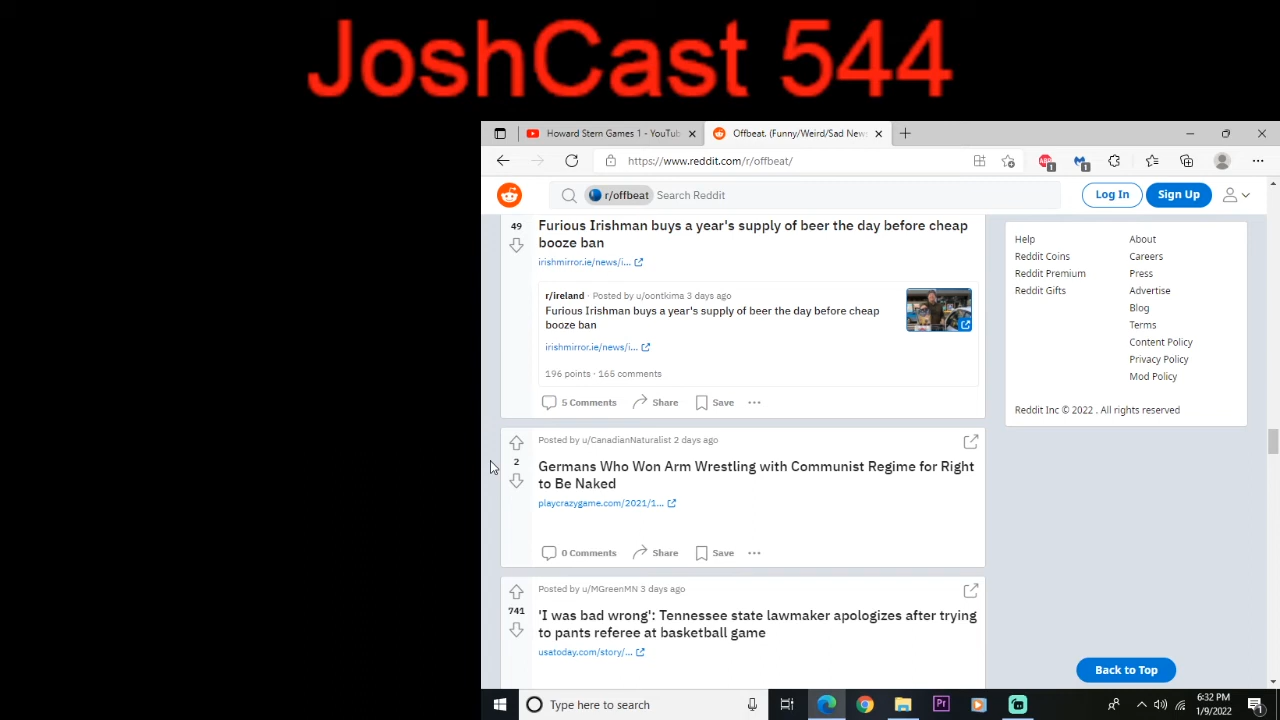 JoshCast 544
Howard Stern Games 1 - YouTu
Offbeat. (Funny/Weird/Sad New
https://www.reddit.com/r/offbeat/
1
1
r/offbeat
Search Reddit
Log In
Sign Up
49
Furious Irishman buys a year's supply of beer the day before cheap
booze ban
irishmirror.ie/news/i...
r/ireland · Posted by u/oontkima 3 days ago
Furious Irishman buys a year's supply of beer the day before cheap
booze ban
irishmirror.ie/news/i...
196 points · 165 comments
5 Comments
Share
Save
Posted by u/CanadianNaturalist 2 days ago
2
Germans Who Won Arm Wrestling with Communist Regime for Right
to Be Naked
playcrazygame.com/2021/1...
0 Comments
Share
Save
Posted by u/MGreenMN 3 days ago
741
'I was bad wrong': Tennessee state lawmaker apologizes after trying
to pants referee at basketball game
usatoday.com/story/...
Help
About
Reddit Coins
Careers
Reddit Premium
Press
Reddit Gifts
Advertise
Blog
Terms
Content Policy
Privacy Policy
Mod Policy
Reddit Inc © 2022 . All rights reserved
Back to Top
Type here to search
Pr
6:32 PM
1/9/2022
1